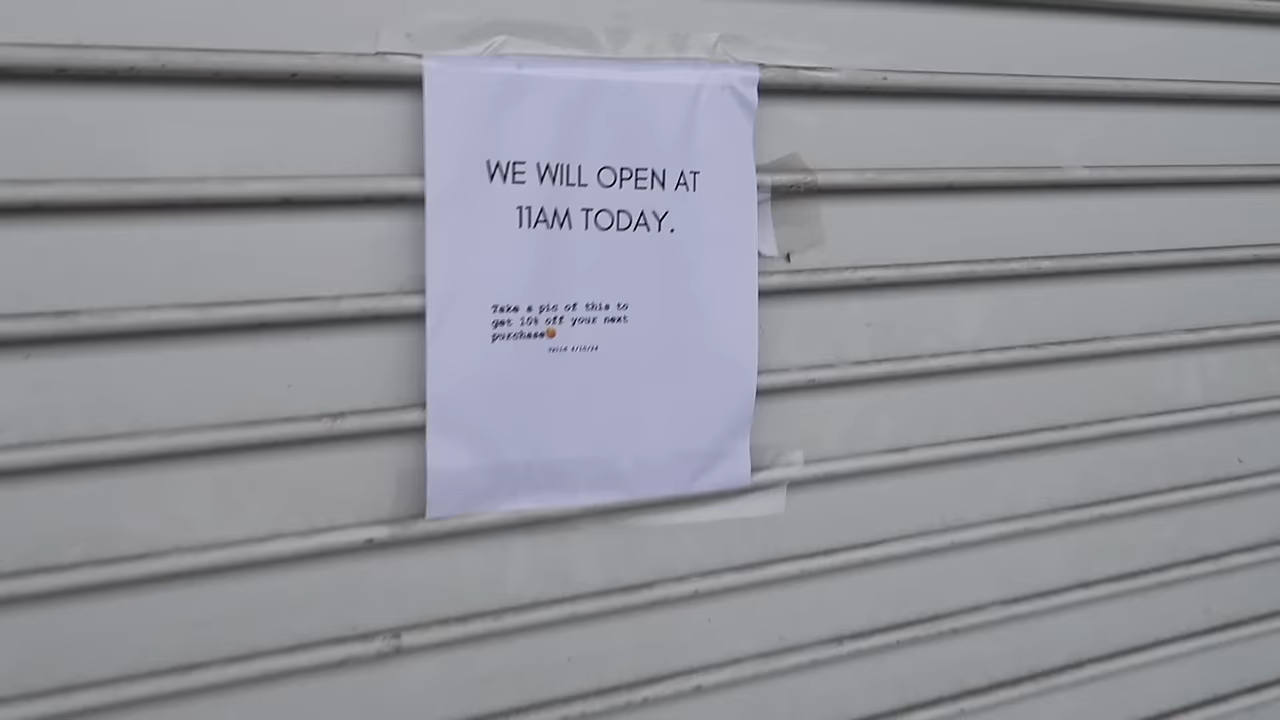 WE WILL OPEN AT
11AM TODAY.
Take a pic of this to
get 10% off your next
purchase